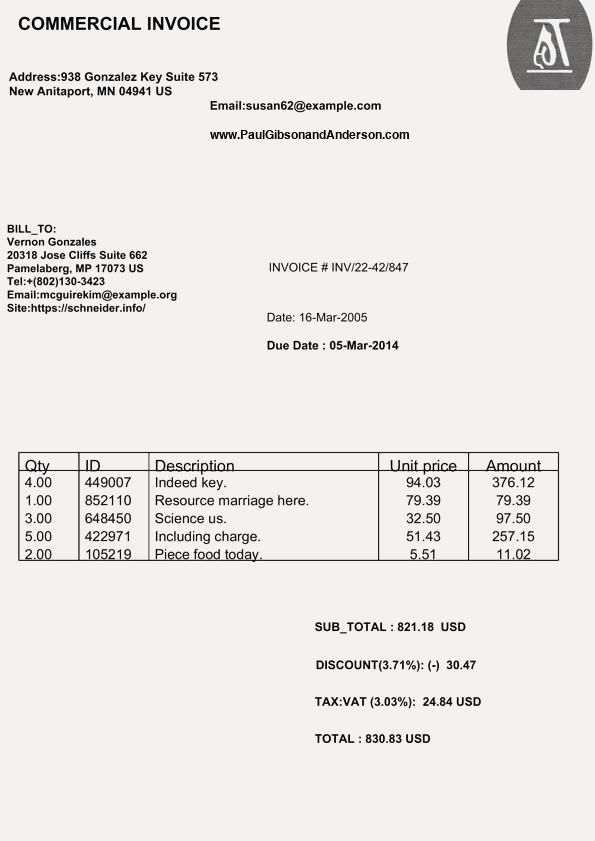 COMMERCIAL INVOICE
Address:938 Gonzalez Key Suite 573
New Anitaport, MN 04941 US
Email:susan62@example.com
www.PaulGibsonandAnderson.com
BILL_TO:
Vernon Gonzales
20318 Jose Cliffs Suite 662
Pamelaberg, MP 17073 US
Tel:+(802)130-3423
Email:mcguirekim@example.org
Site:https://schneider.info/
INVOICE # INV/22-42/847
Date: 16-Mar-2005
Due Date : 05-Mar-2014
Qty ID Description Unit price Amount
4.00 449007 Indeed key. 94.03 376.12
1.00 852110 Resource marriage here. 79.39 79.39
3.00 648450 Science us. 32.50 97.50
5.00 422971 Including charge. 51.43 257.15
2.00 105219 Piece food today. 5.51 11.02
SUB_TOTAL : 821.18 USD
DISCOUNT(3.71%): (-) 30.47
TAX:VAT (3.03%): 24.84 USD
TOTAL : 830.83 USD